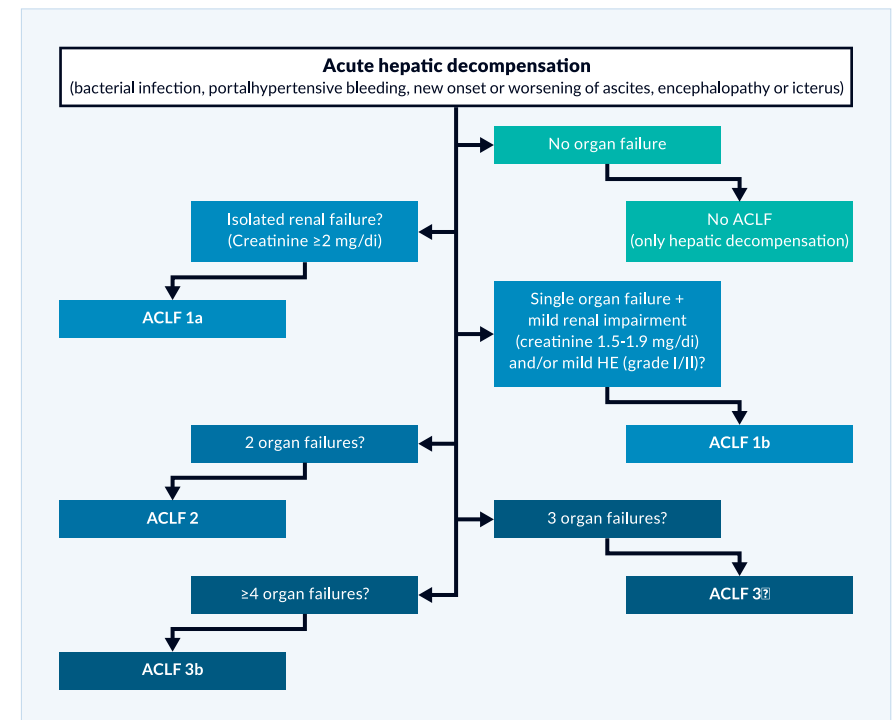 Acute hepatic decompensation
(bacterial infection, portalhypertensive bleeding, new onset or worsening of ascites, encephalopathy or icterus)
No organ failure
No ACLF
(only hepatic decompensation)
Isolated renal failure?
(Creatinine ≥2 mg/di)
ACLF 1a
Single organ failure +
mild renal impairment
(creatinine 1.5-1.9 mg/di)
and/or mild HE (grade I/II)?
ACLF 1b
2 organ failures?
ACLF 2
3 organ failures?
ACLF 3
≥4 organ failures?
ACLF 3b